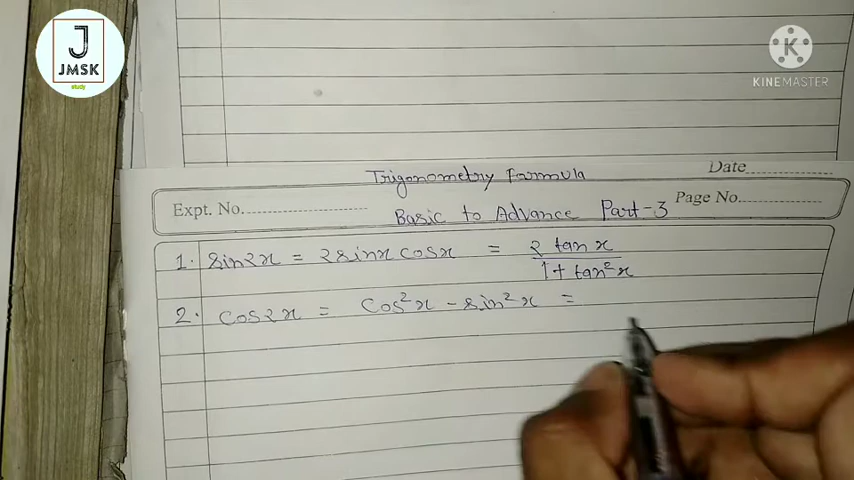 J
JMSK
study
K
KINEMASTER
Trigonometry Formula
Date
Expt. No.
Basic to Advance Part-3
Page No.
1. sin2x = 2sinx cosx = 2 tan x / 1 + tan²x
2. cos2x = cos²x - sin²x =